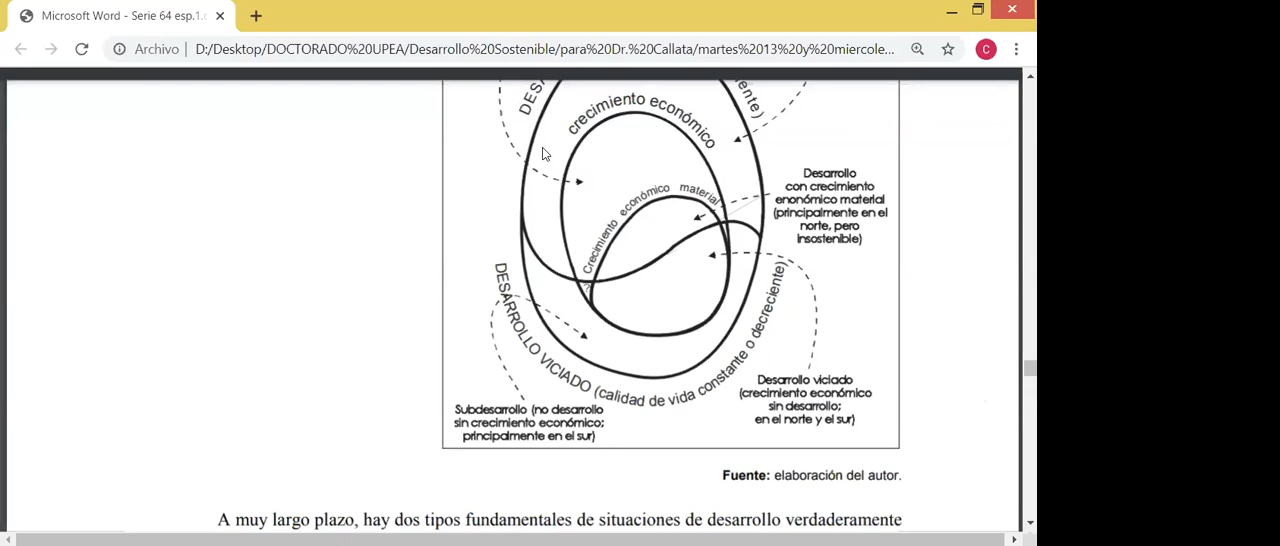 Microsoft Word - Serie 64 esp.1.
Archivo
D:/Desktop/DOCTORADO%20UPEA/Desarrollo%20Sostenible/para%20Dr.%20Callata/martes%2013%20y%20miercole...
C
DESA
ente)
crecimiento económico
Crecimiento económico material
Desarrollo
con crecimiento
enonómico material
(principalmente en el
norte, pero
insostenible)
?
DESARROLLO VICIADO (calidad de vida constante o decreciente)
Subdesarrollo (no desarrollo
sin crecimiento económico;
principalmente en el sur)
Desarrollo viciado
(crecimiento económico
sin desarrollo;
en el norte y el sur)
Fuente: elaboración del autor.
A muy largo plazo, hay dos tipos fundamentales de situaciones de desarrollo verdaderamente